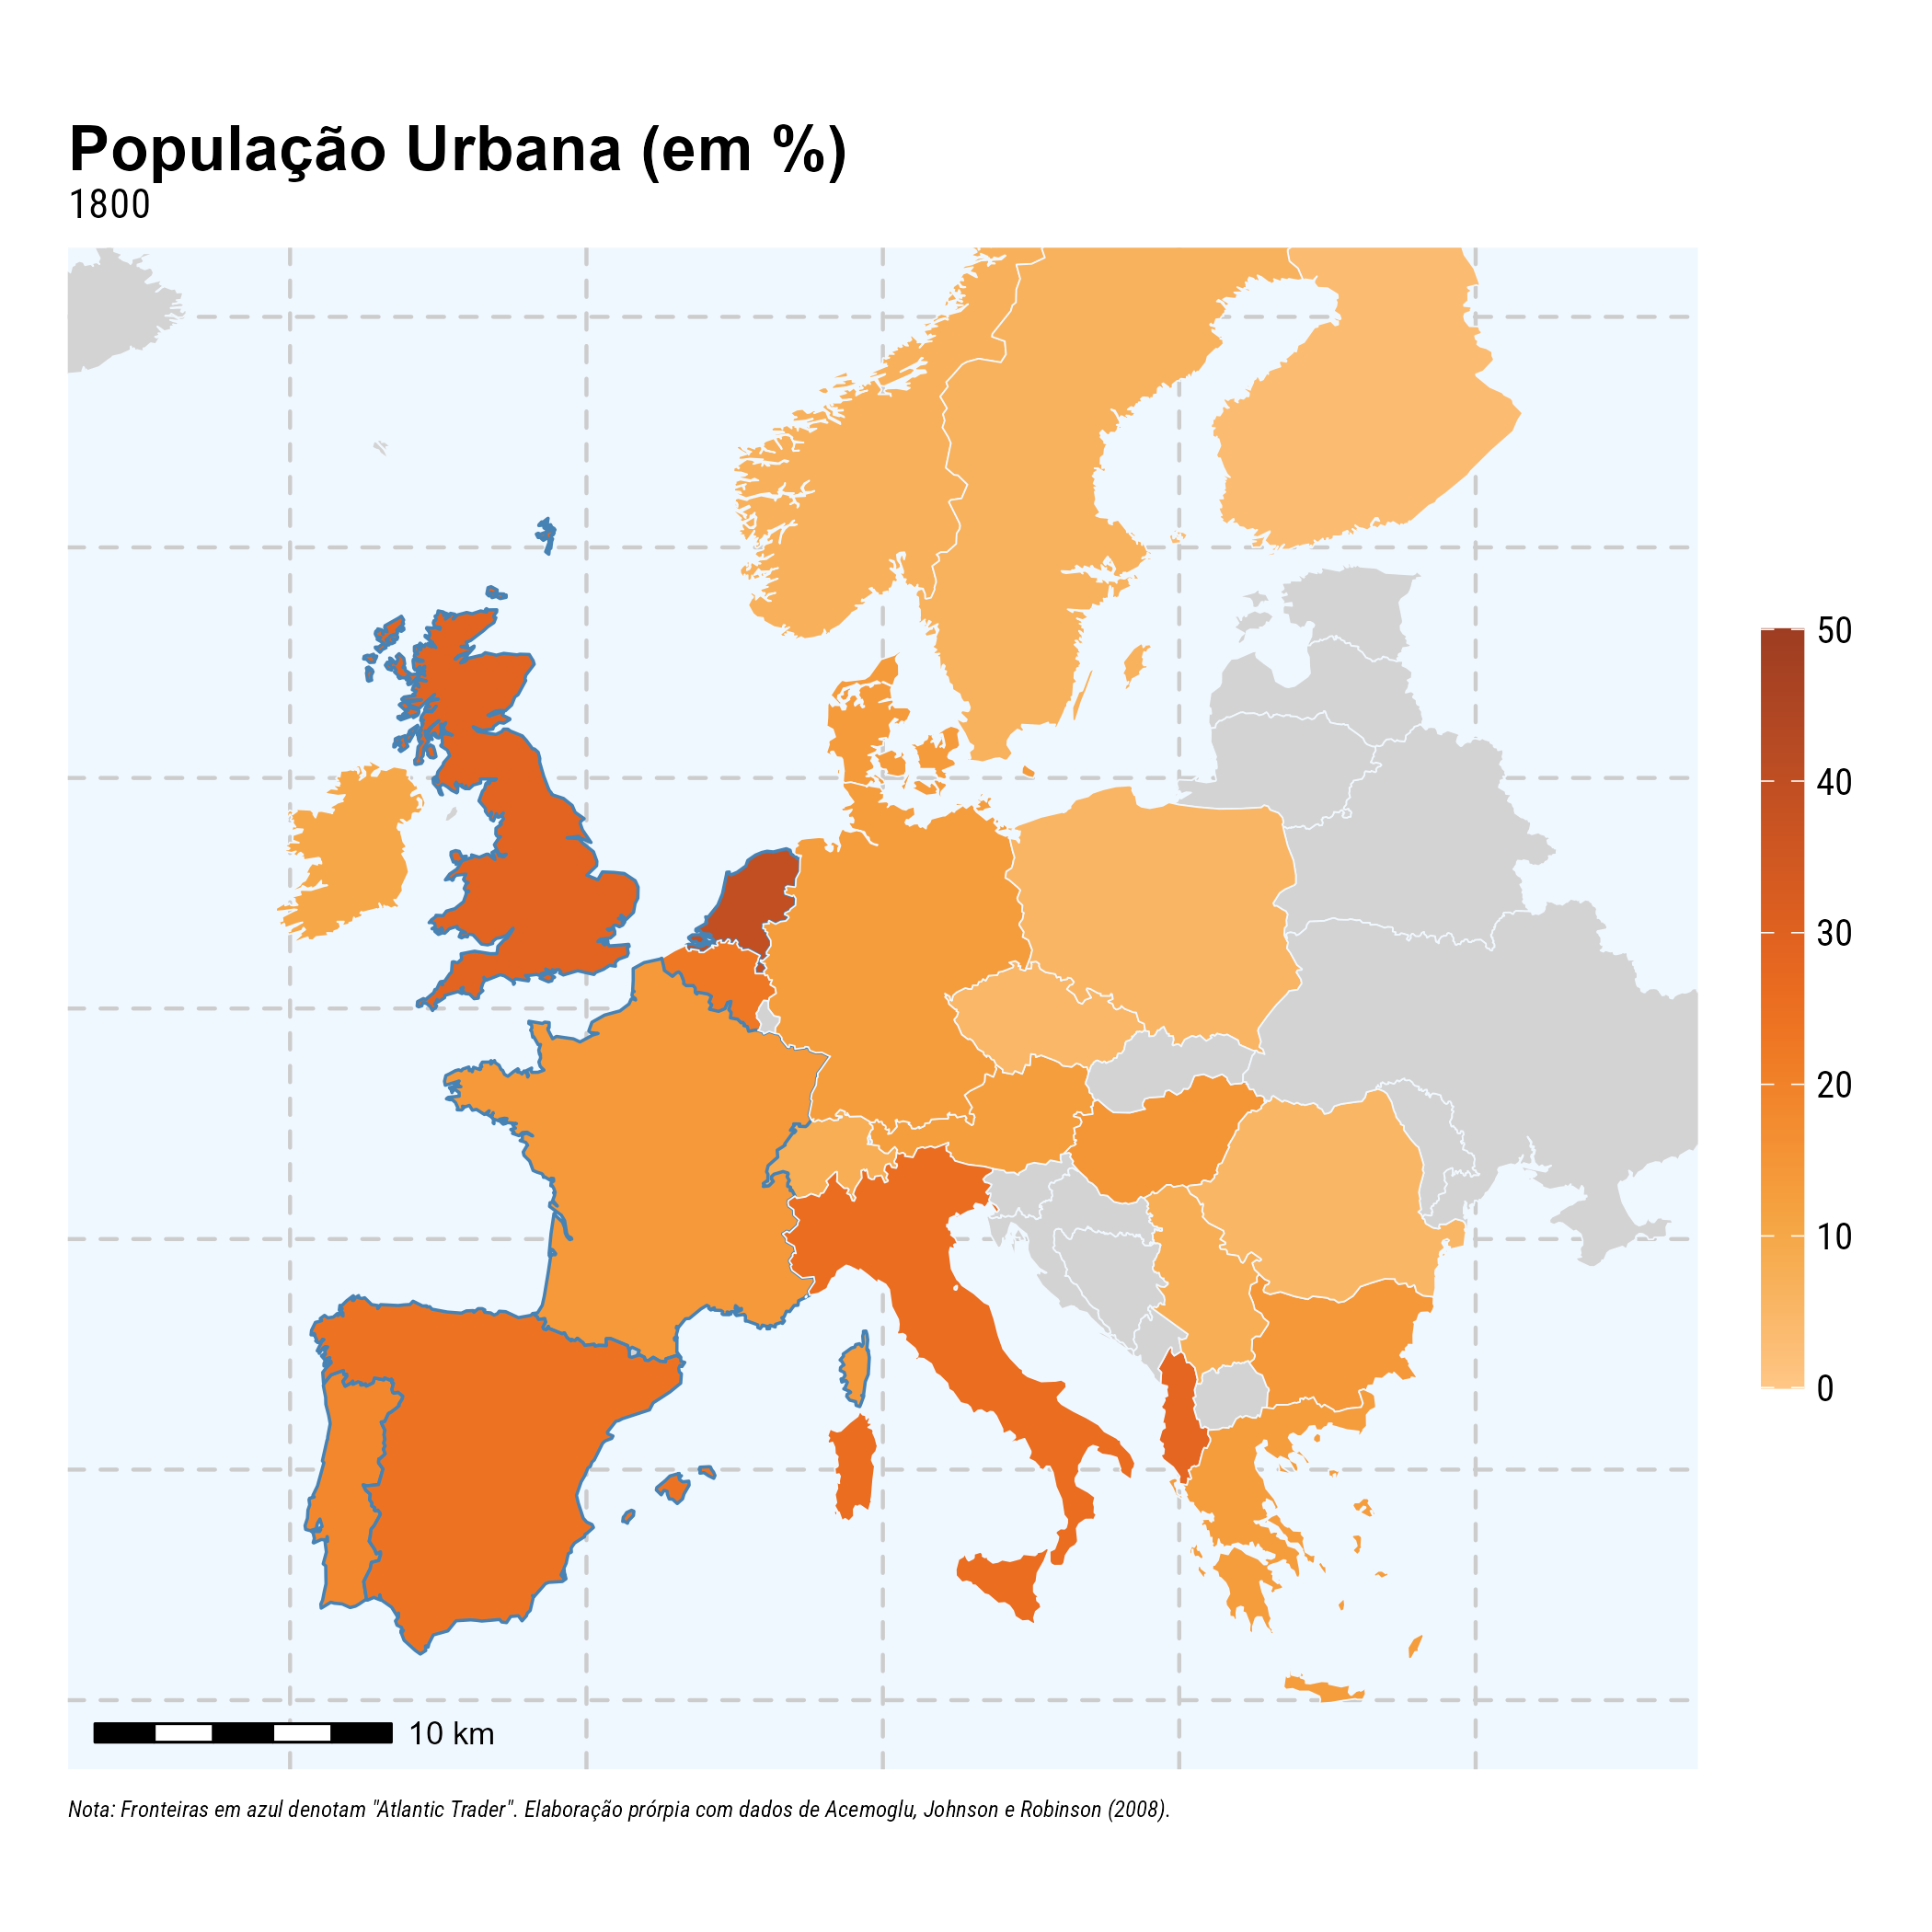 População Urbana (em %)
1800
50
40
30
20
10
0
10 km
Nota: Fronteiras em azul denotam "Atlantic Trader". Elaboração prórpia com dados de Acemoglu, Johnson e Robinson (2008).